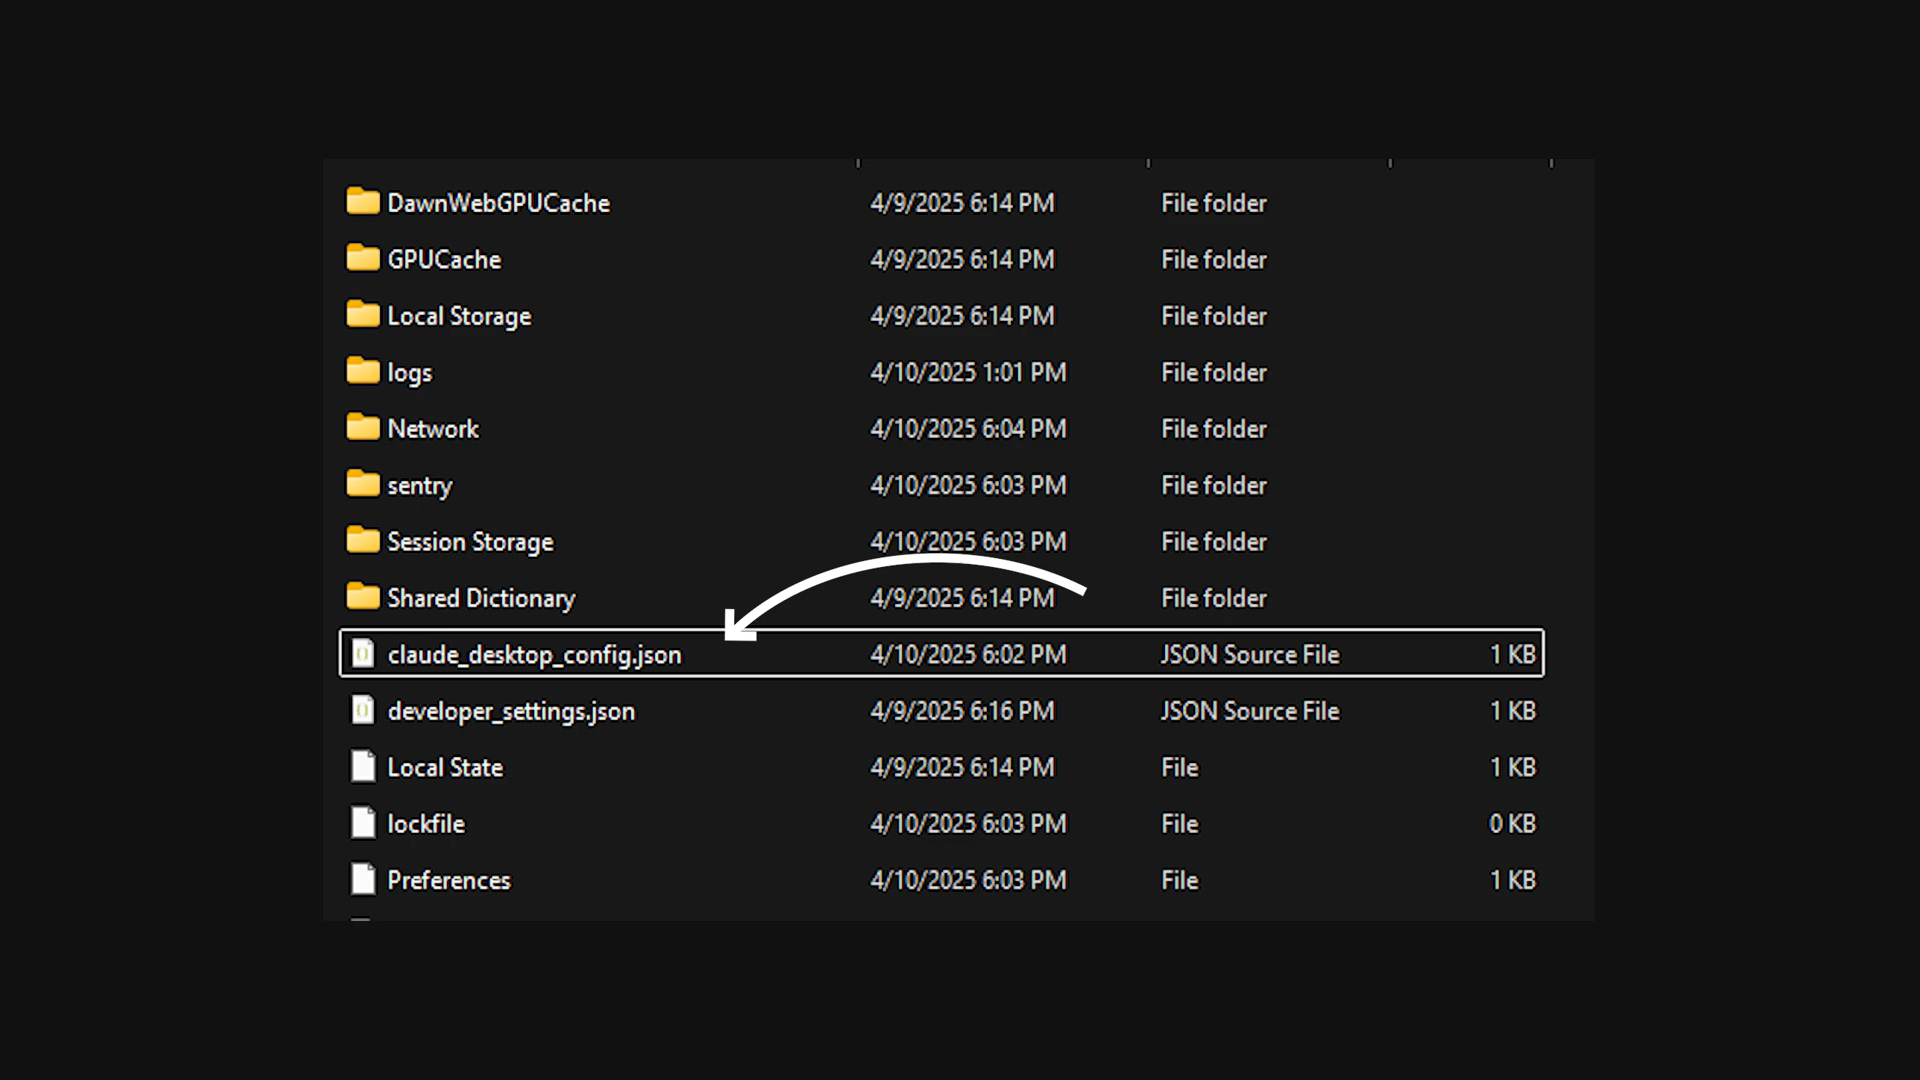 DawnWebGPUCache 4/9/2025 6:14 PM File folder
GPUCache 4/9/2025 6:14 PM File folder
Local Storage 4/9/2025 6:14 PM File folder
logs 4/10/2025 1:01 PM File folder
Network 4/10/2025 6:04 PM File folder
sentry 4/10/2025 6:03 PM File folder
Session Storage 4/10/2025 6:03 PM File folder
Shared Dictionary 4/9/2025 6:14 PM File folder
claude_desktop_config.json 4/10/2025 6:02 PM JSON Source File 1 KB
developer_settings.json 4/9/2025 6:16 PM JSON Source File 1 KB
Local State 4/9/2025 6:14 PM File 1 KB
lockfile 4/10/2025 6:03 PM File 0 KB
Preferences 4/10/2025 6:03 PM File 1 KB